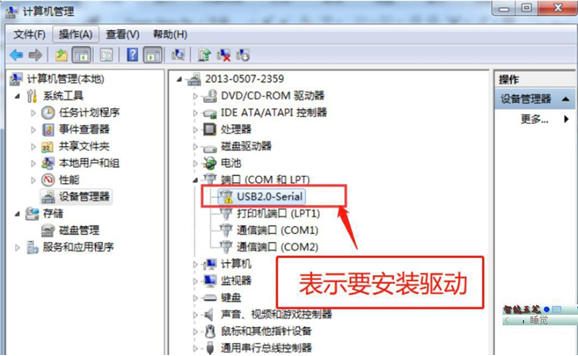 计算机管理
文件(F) 操作(A) 查看(V) 帮助(H)
计算机管理(本地)
系统工具
任务计划程序
事件查看器
共享文件夹
本地用户和组
性能
设备管理器
存储
磁盘管理
服务和应用程序
2013-0507-2359
DVD/CD-ROM 驱动器
IDE ATA/ATAPI 控制器
处理器
磁盘驱动器
电池
端口 (COM 和 LPT)
USB2.0-Serial
打印机端口 (LPT1)
通信端口 (COM1)
通信端口 (COM2)
计算机
监视器
键盘
声音、视频和游戏控制器
鼠标和其他指针设备
通用串行总线控制器
表示要安装驱动
操作
设备管理器
更多...
智能五笔
睡觉